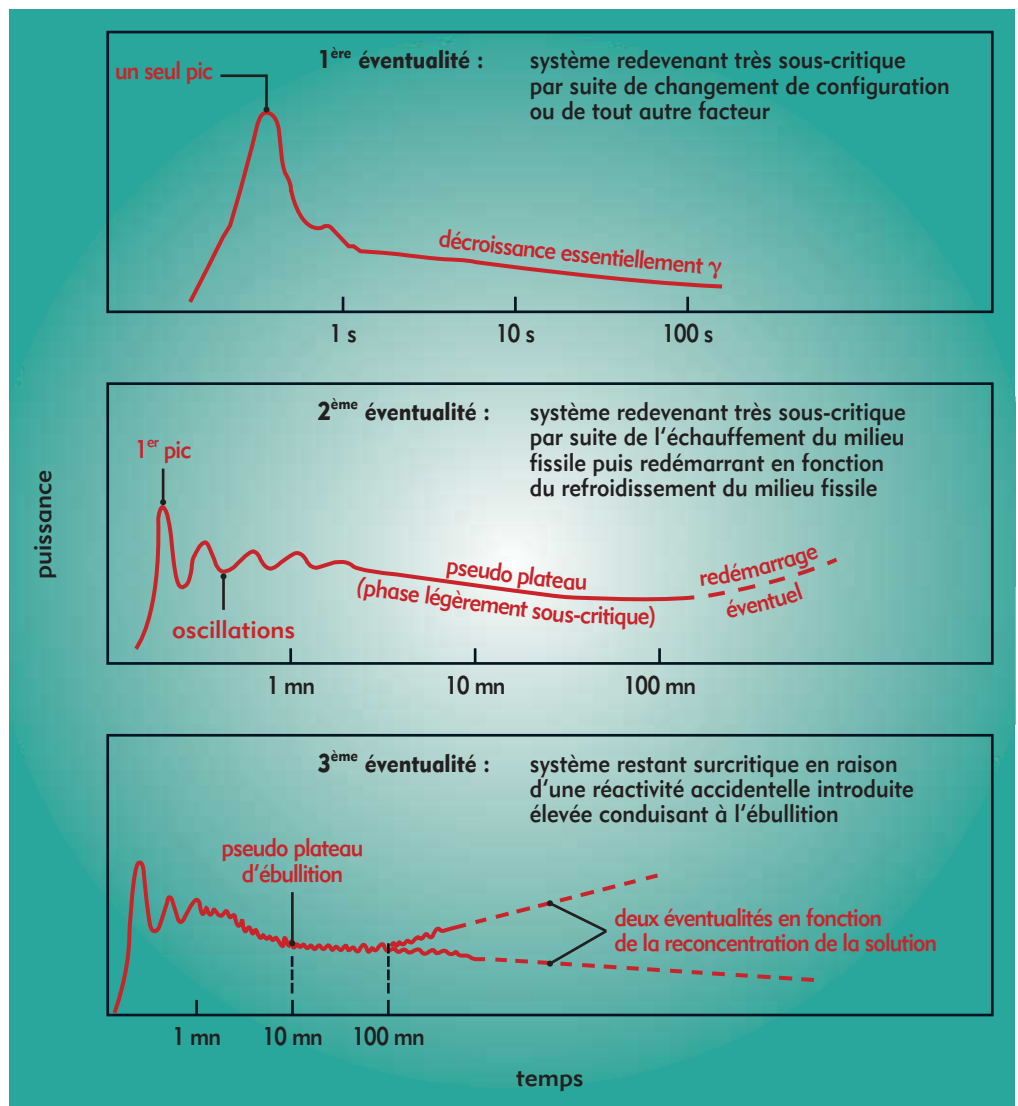 1ère éventualité : système redevenant très sous-critique
par suite de changement de configuration
ou de tout autre facteur
un seul pic
décroissance essentiellement γ
1 s 10 s 100 s
2ème éventualité : système redevenant très sous-critique
par suite de l'échauffement du milieu
fissile puis redémarrant en fonction
du refroidissement du milieu fissile
1er pic
oscillations
pseudo plateau
(phase légèrement sous-critique)
redémarrage
éventuel
1 mn 10 mn 100 mn
puissance
3ème éventualité : système restant surcritique en raison
d'une réactivité accidentelle introduite
élevée conduisant à l'ébullition
pseudo plateau
d'ébullition
deux éventualités en fonction
de la reconcentration de la solution
1 mn 10 mn 100 mn
temps